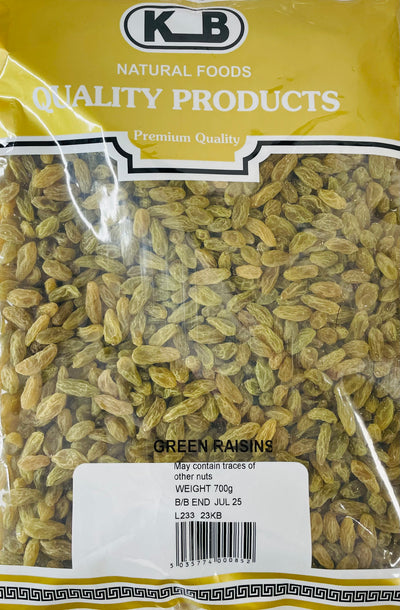 KB
NATURAL FOODS
QUALITY PRODUCTS
Premium Quality
GREEN RAISINS
May contain traces of
other nuts
WEIGHT 700g
B/B END JUL 25
L233 23KB
5035774000852